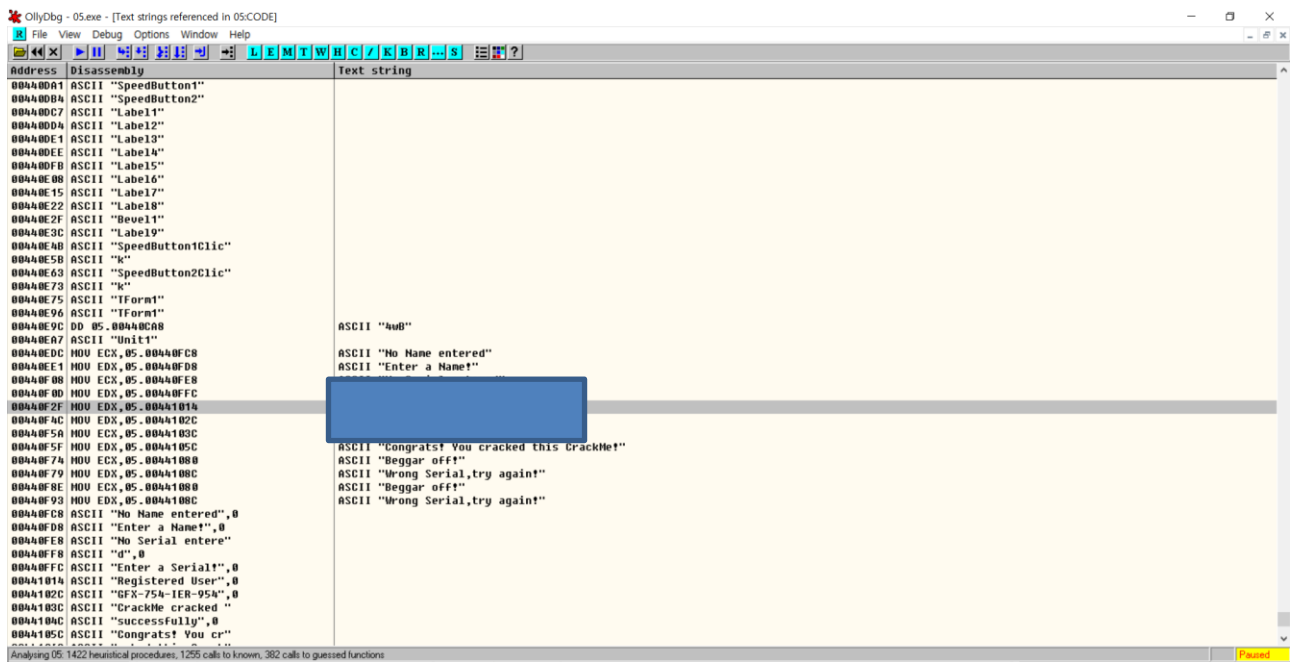 OllyDbg - 05.exe - [Text strings referenced in 05:CODE]
R File View Debug Options Window Help
L E M T W H C / K B R ... S ?
Address Disassembly Text string
00440DA1 ASCII "SpeedButton1"
00440DB4 ASCII "SpeedButton2"
00440DC7 ASCII "Label1"
00440DD4 ASCII "Label2"
00440DE1 ASCII "Label3"
00440DEE ASCII "Label4"
00440DFB ASCII "Label5"
00440E08 ASCII "Label6"
00440E15 ASCII "Label7"
00440E22 ASCII "Label8"
00440E2F ASCII "Bevel1"
00440E3C ASCII "Label9"
00440E4B ASCII "SpeedButton1Clic"
00440E5B ASCII "k"
00440E63 ASCII "SpeedButton2Clic"
00440E73 ASCII "k"
00440E75 ASCII "TForm1"
00440E96 ASCII "TForm1"
00440E9C DD 05.00440CA8 ASCII "4wB"
00440EA7 ASCII "Unit1"
00440EDC MOV ECX,05.00440FC8 ASCII "No Name entered"
00440EE1 MOV EDX,05.00440FD8 ASCII "Enter a Name!"
00440F08 MOV ECX,05.00440FE8
00440F0D MOV EDX,05.00440FFC
00440F2F MOV EDX,05.00441014
00440F4C MOV EDX,05.0044102C
00440F5A MOV ECX,05.0044103C
00440F5F MOV EDX,05.0044105C ASCII "Congrats! You cracked this CrackMe!"
00440F74 MOV ECX,05.00441080 ASCII "Beggar off!"
00440F79 MOV EDX,05.0044108C ASCII "Wrong Serial,try again!"
00440F8E MOV ECX,05.00441080 ASCII "Beggar off!"
00440F93 MOV EDX,05.0044108C ASCII "Wrong Serial,try again!"
00440FC8 ASCII "No Name entered",0
00440FD8 ASCII "Enter a Name!",0
00440FE8 ASCII "No Serial entere"
00440FF8 ASCII "d",0
00440FFC ASCII "Enter a Serial!",0
00441014 ASCII "Registered User",0
0044102C ASCII "GFX-754-IER-954",0
0044103C ASCII "CrackMe cracked "
0044104C ASCII "successfully",0
0044105C ASCII "Congrats! You cr"
Analysing 05: 1422 heuristical procedures, 1255 calls to known, 382 calls to guessed functions Paused